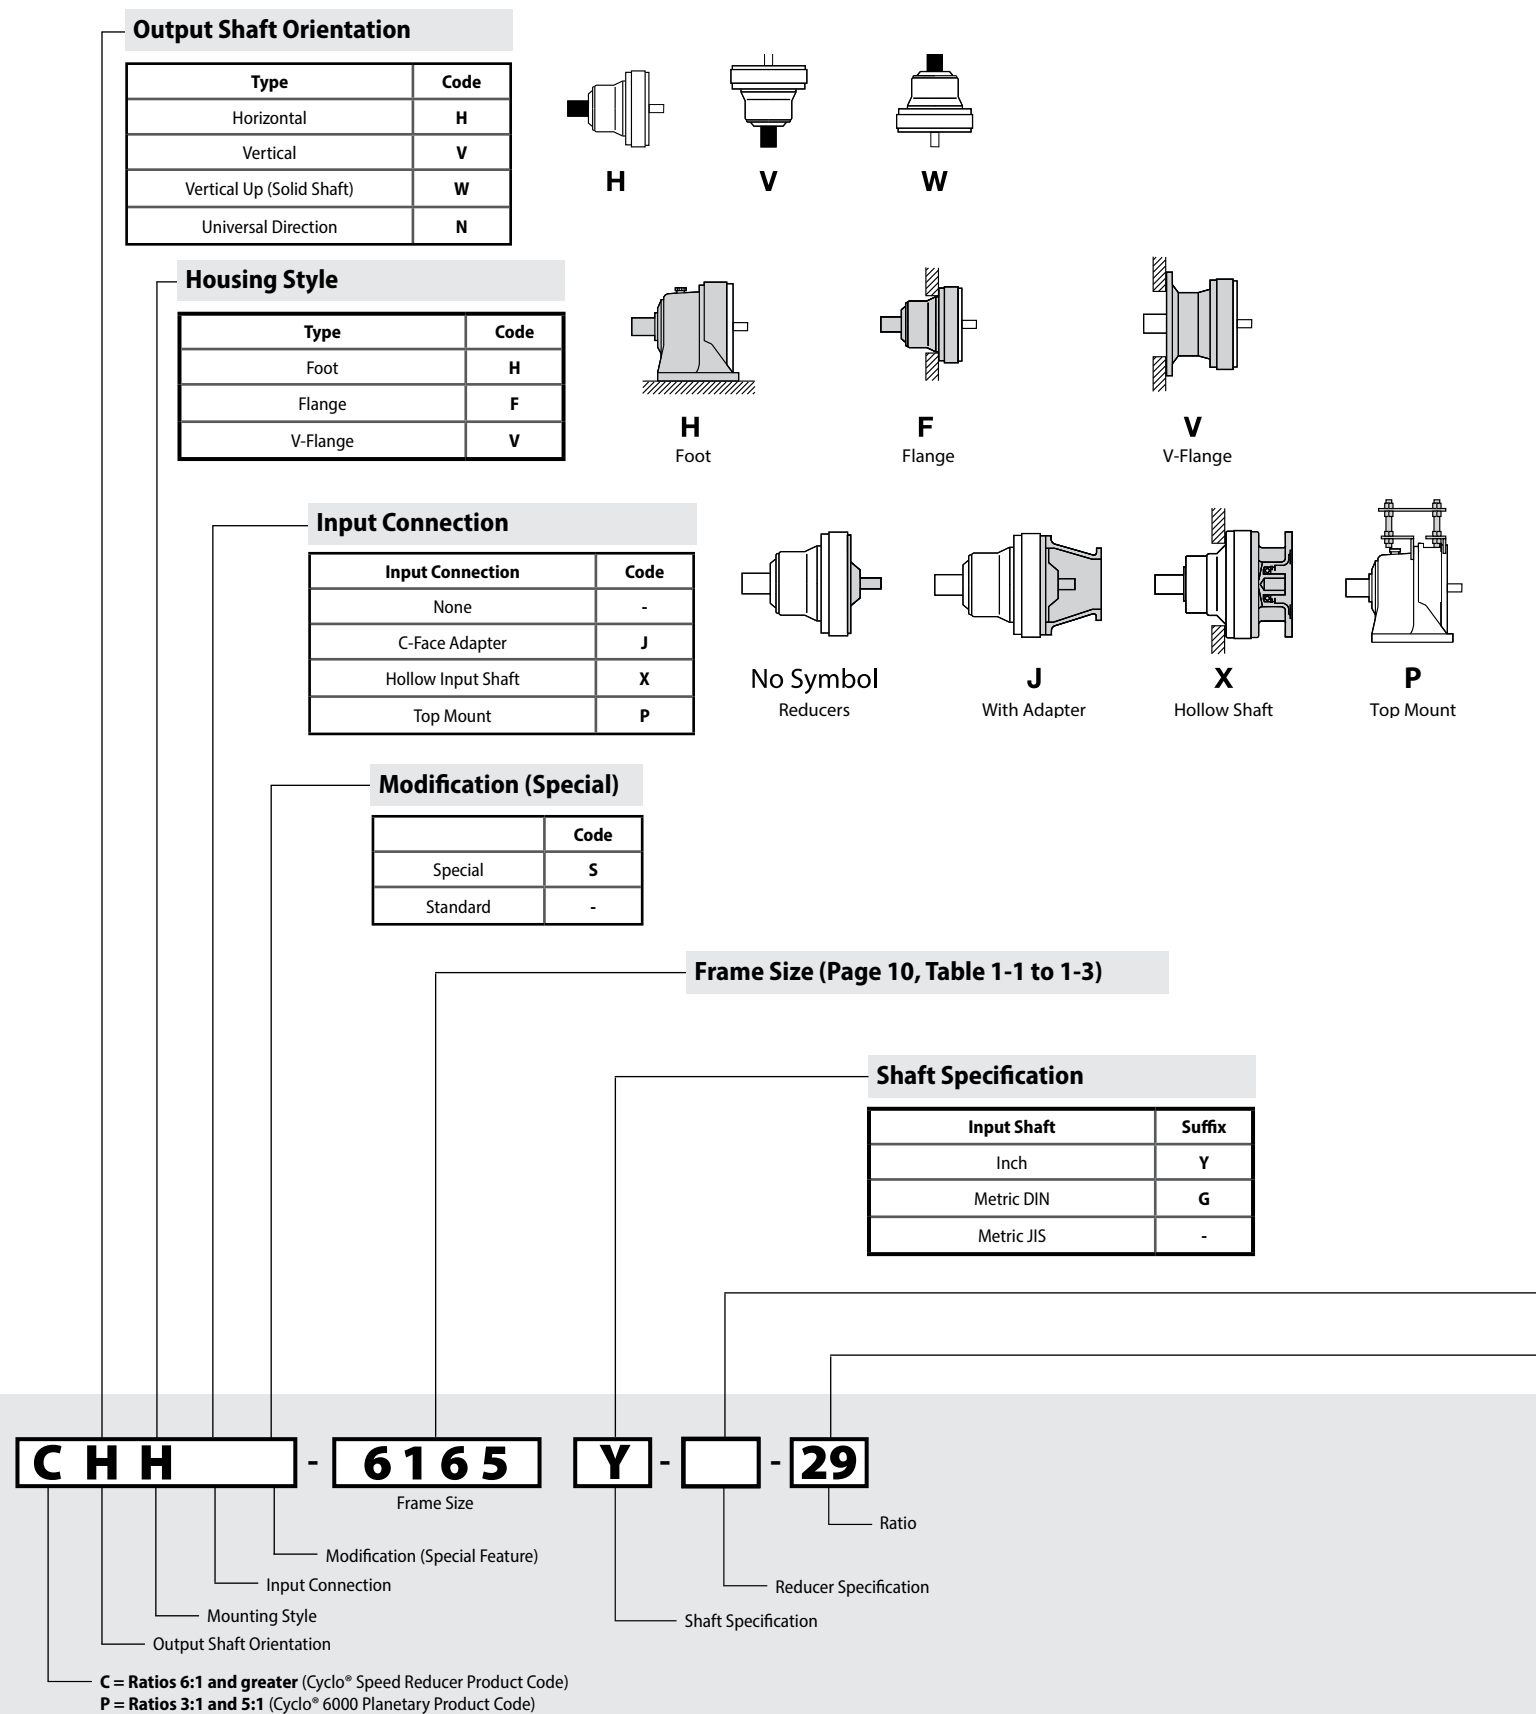 Output Shaft Orientation
Type Code
Horizontal H
Vertical V
Vertical Up (Solid Shaft) W
Universal Direction N
H V W
Housing Style
Type Code
Foot H
Flange F
V-Flange V
H F V
Foot Flange V-Flange
Input Connection
Input Connection Code
None -
C-Face Adapter J
Hollow Input Shaft X
Top Mount P
No Symbol J X P
Reducers With Adapter Hollow Shaft Top Mount
Modification (Special)
Code
Special S
Standard -
Frame Size (Page 10, Table 1-1 to 1-3)
Shaft Specification
Input Shaft Suffix
Inch Y
Metric DIN G
Metric JIS -
C H H - 6 1 6 5 Y - - 29
Frame Size
Ratio
Modification (Special Feature)
Input Connection
Reducer Specification
Mounting Style
Shaft Specification
Output Shaft Orientation
C = Ratios 6:1 and greater (Cyclo® Speed Reducer Product Code)
P = Ratios 3:1 and 5:1 (Cyclo® 6000 Planetary Product Code)